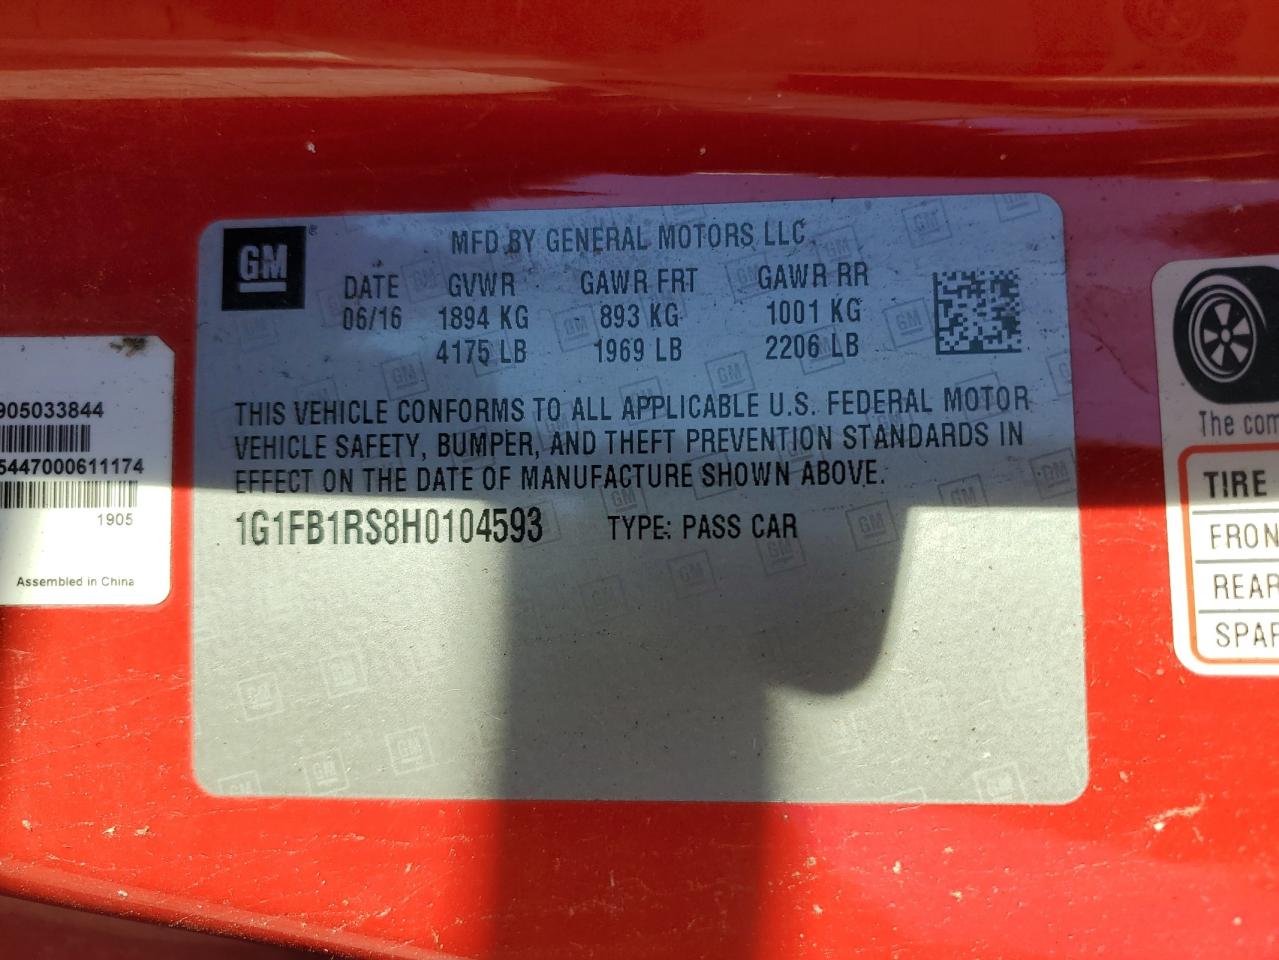 GM
MFD BY GENERAL MOTORS LLC
DATE GVWR GAWR FRT GAWR RR
06/16 1894 KG 893 KG 1001 KG
4175 LB 1969 LB 2206 LB
THIS VEHICLE CONFORMS TO ALL APPLICABLE U.S. FEDERAL MOTOR
VEHICLE SAFETY, BUMPER, AND THEFT PREVENTION STANDARDS IN
EFFECT ON THE DATE OF MANUFACTURE SHOWN ABOVE.
1G1FB1RS8H0104593 TYPE: PASS CAR
905033844
5447000611174
1905
Assembled in China
The com
TIRE
FRON
REAR
SPAR